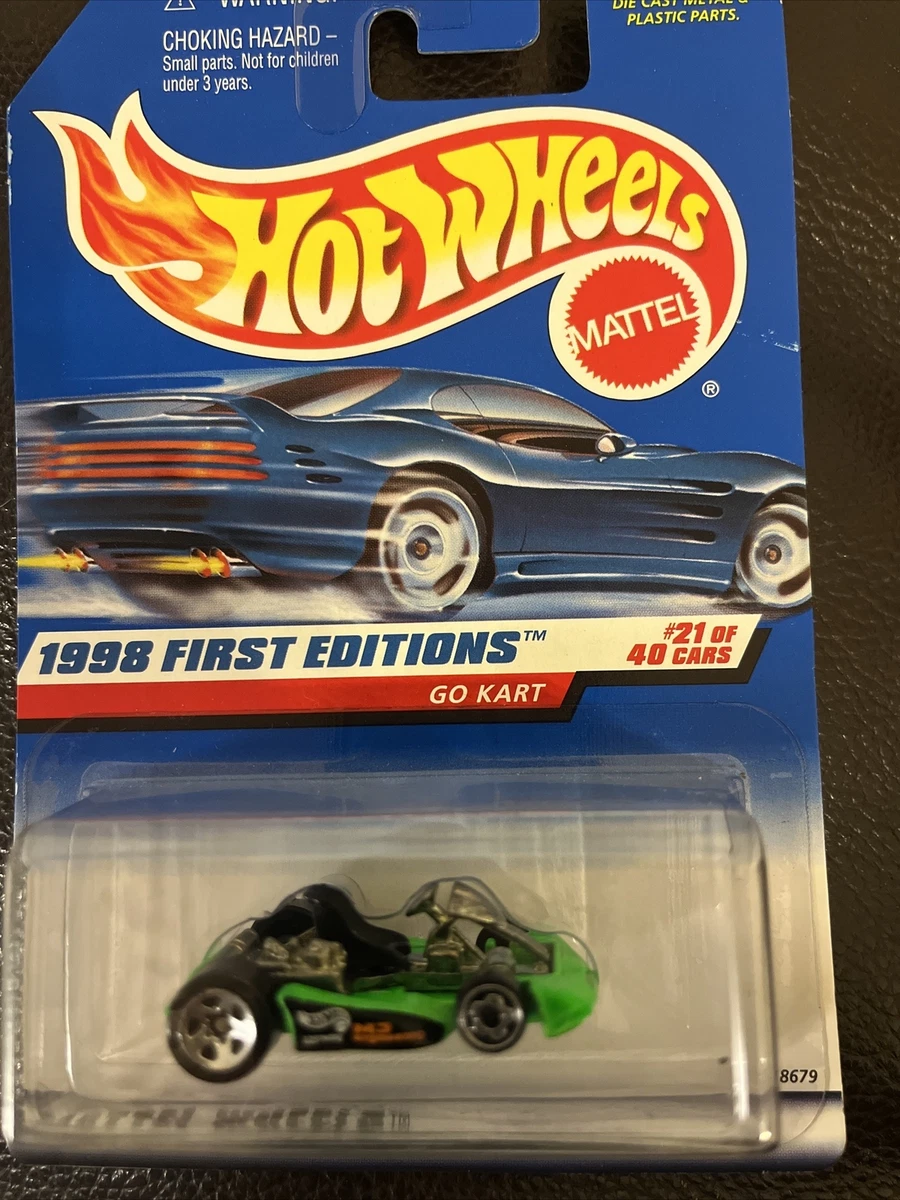 WARNING:
DIE CAST METAL &
PLASTIC PARTS.
CHOKING HAZARD –
Small parts. Not for children
under 3 years.
HOT WHEELS
MATTEL
®
1998 FIRST EDITIONS™
#21 OF
40 CARS
GO KART
8679